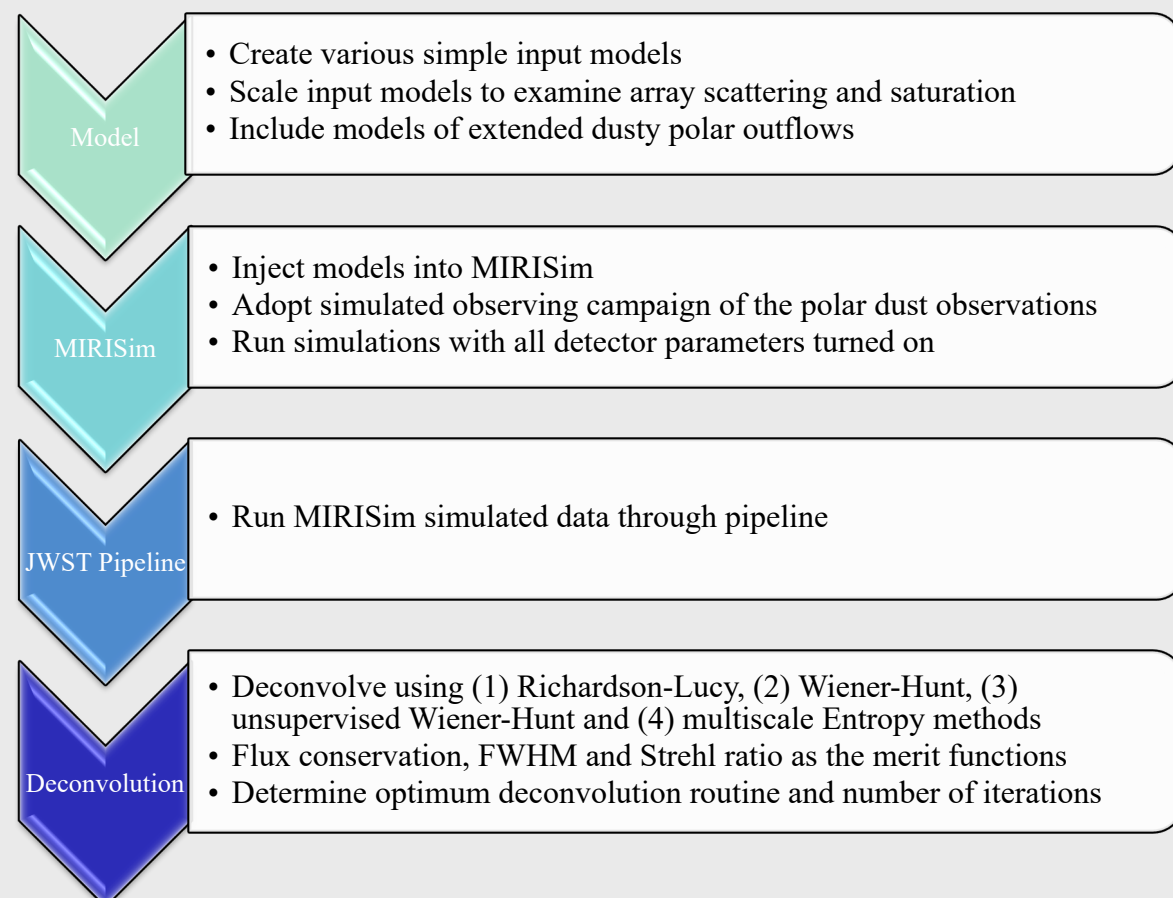 Model
• Create various simple input models
• Scale input models to examine array scattering and saturation
• Include models of extended dusty polar outflows
MIRISim
• Inject models into MIRISim
• Adopt simulated observing campaign of the polar dust observations
• Run simulations with all detector parameters turned on
JWST Pipeline
• Run MIRISim simulated data through pipeline
Deconvolution
• Deconvolve using (1) Richardson-Lucy, (2) Wiener-Hunt, (3)
unsupervised Wiener-Hunt and (4) multiscale Entropy methods
• Flux conservation, FWHM and Strehl ratio as the merit functions
• Determine optimum deconvolution routine and number of iterations